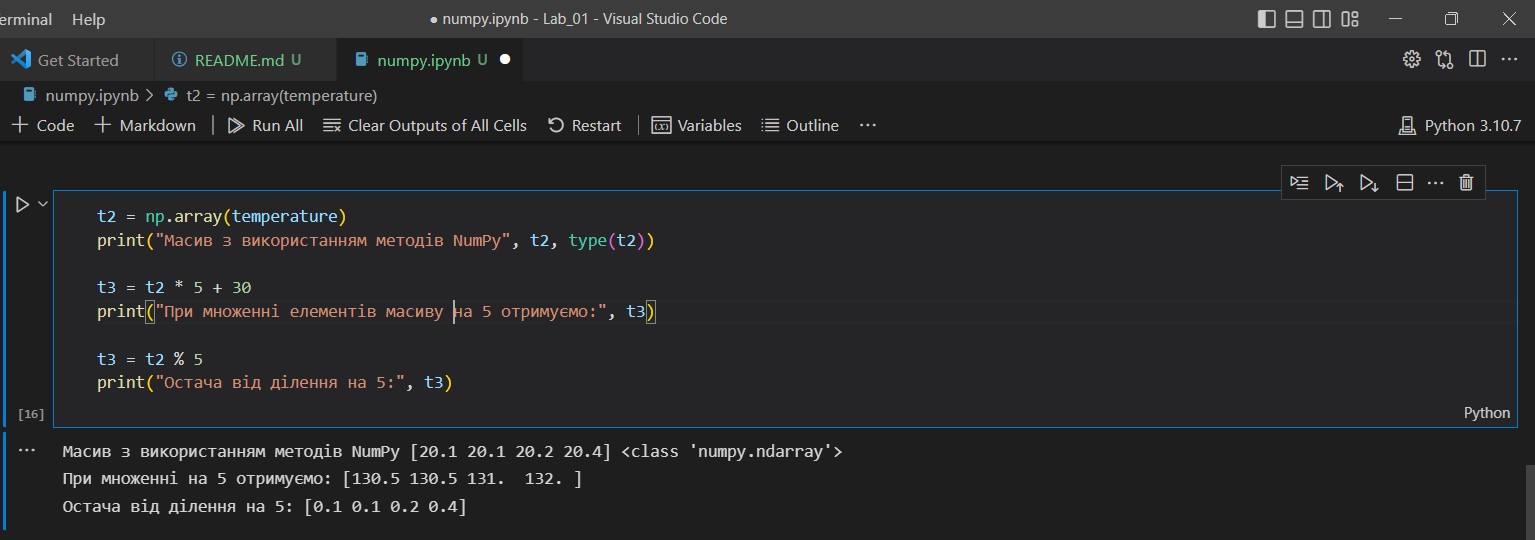 erminal Help
● numpy.ipynb - Lab_01 - Visual Studio Code
Get Started README.md U numpy.ipynb U ●
numpy.ipynb > t2 = np.array(temperature)
+ Code + Markdown | Run All Clear Outputs of All Cells Restart | Variables Outline ... Python 3.10.7
t2 = np.array(temperature)
print("Масив з використанням методів NumPy", t2, type(t2))
t3 = t2 * 5 + 30
print("При множенні елементів масиву на 5 отримуємо:", t3)
t3 = t2 % 5
print("Остача від ділення на 5:", t3)
[16] Python
Масив з використанням методів NumPy [20.1 20.1 20.2 20.4] <class 'numpy.ndarray'>
При множенні на 5 отримуємо: [130.5 130.5 131.  132. ]
Остача від ділення на 5: [0.1 0.1 0.2 0.4]